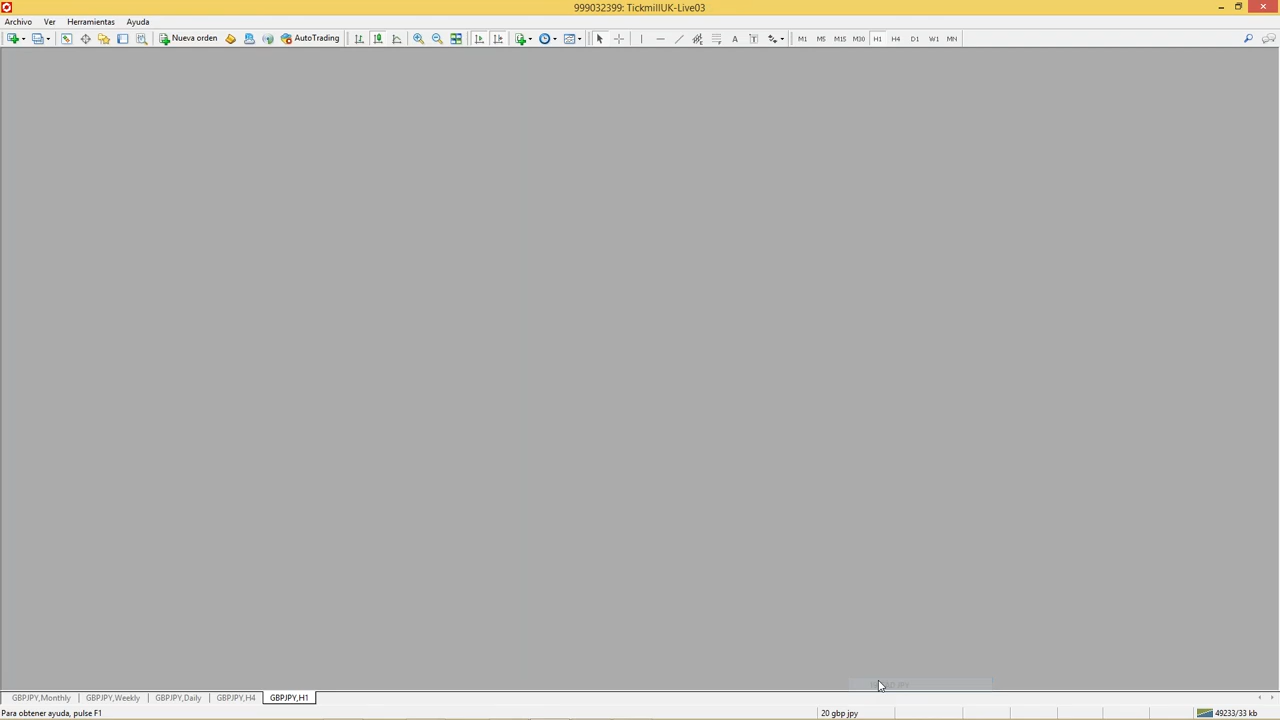 999032399: TickmillUK-Live03
Archivo Ver Herramientas Ayuda
Nueva orden AutoTrading A T M1 M5 M15 M30 H1 H4 D1 W1 MN
GBPJPY,Monthly GBPJPY,Weekly GBPJPY,Daily GBPJPY,H4 GBPJPY,H1
Para obtener ayuda, pulse F1 20 gbp jpy 49233/33 kb